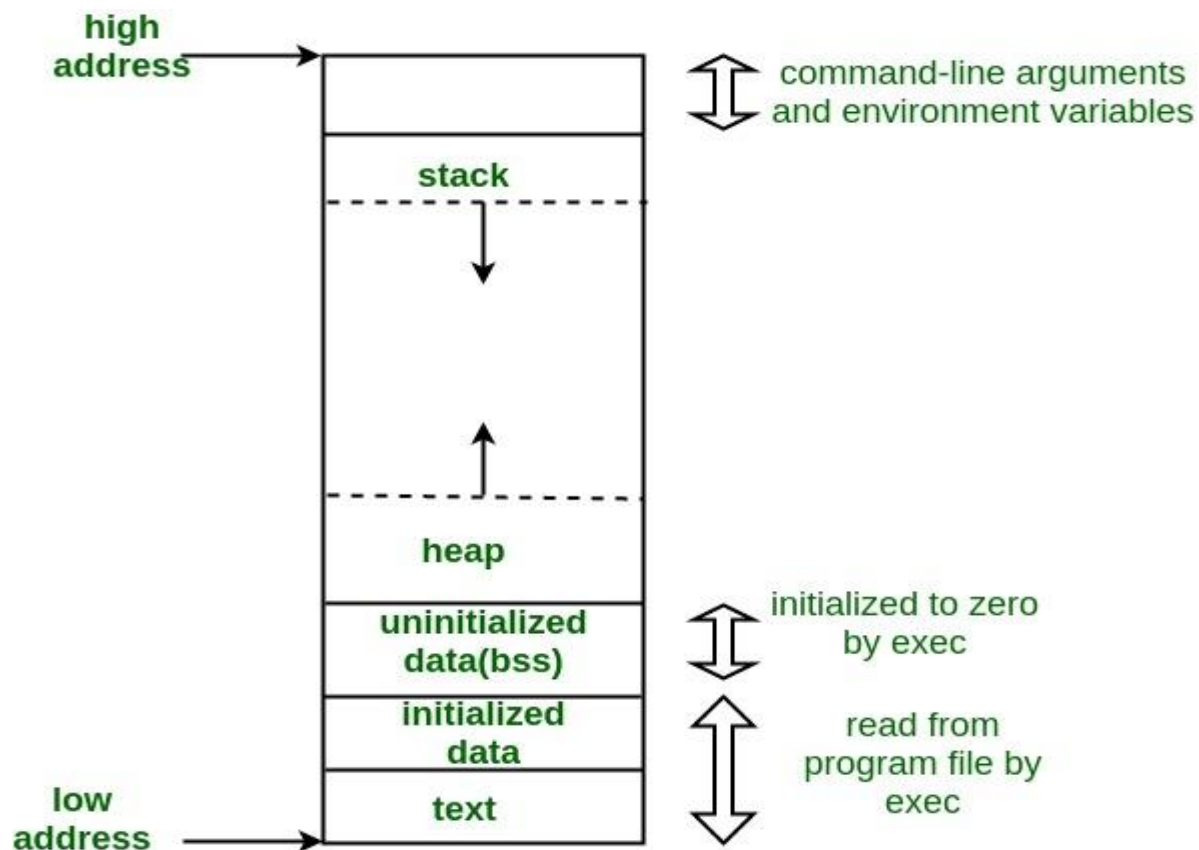 high
address
command-line arguments
and environment variables
stack
heap
uninitialized
data(bss)
initialized to zero
by exec
initialized
data
read from
program file by
exec
text
low
address